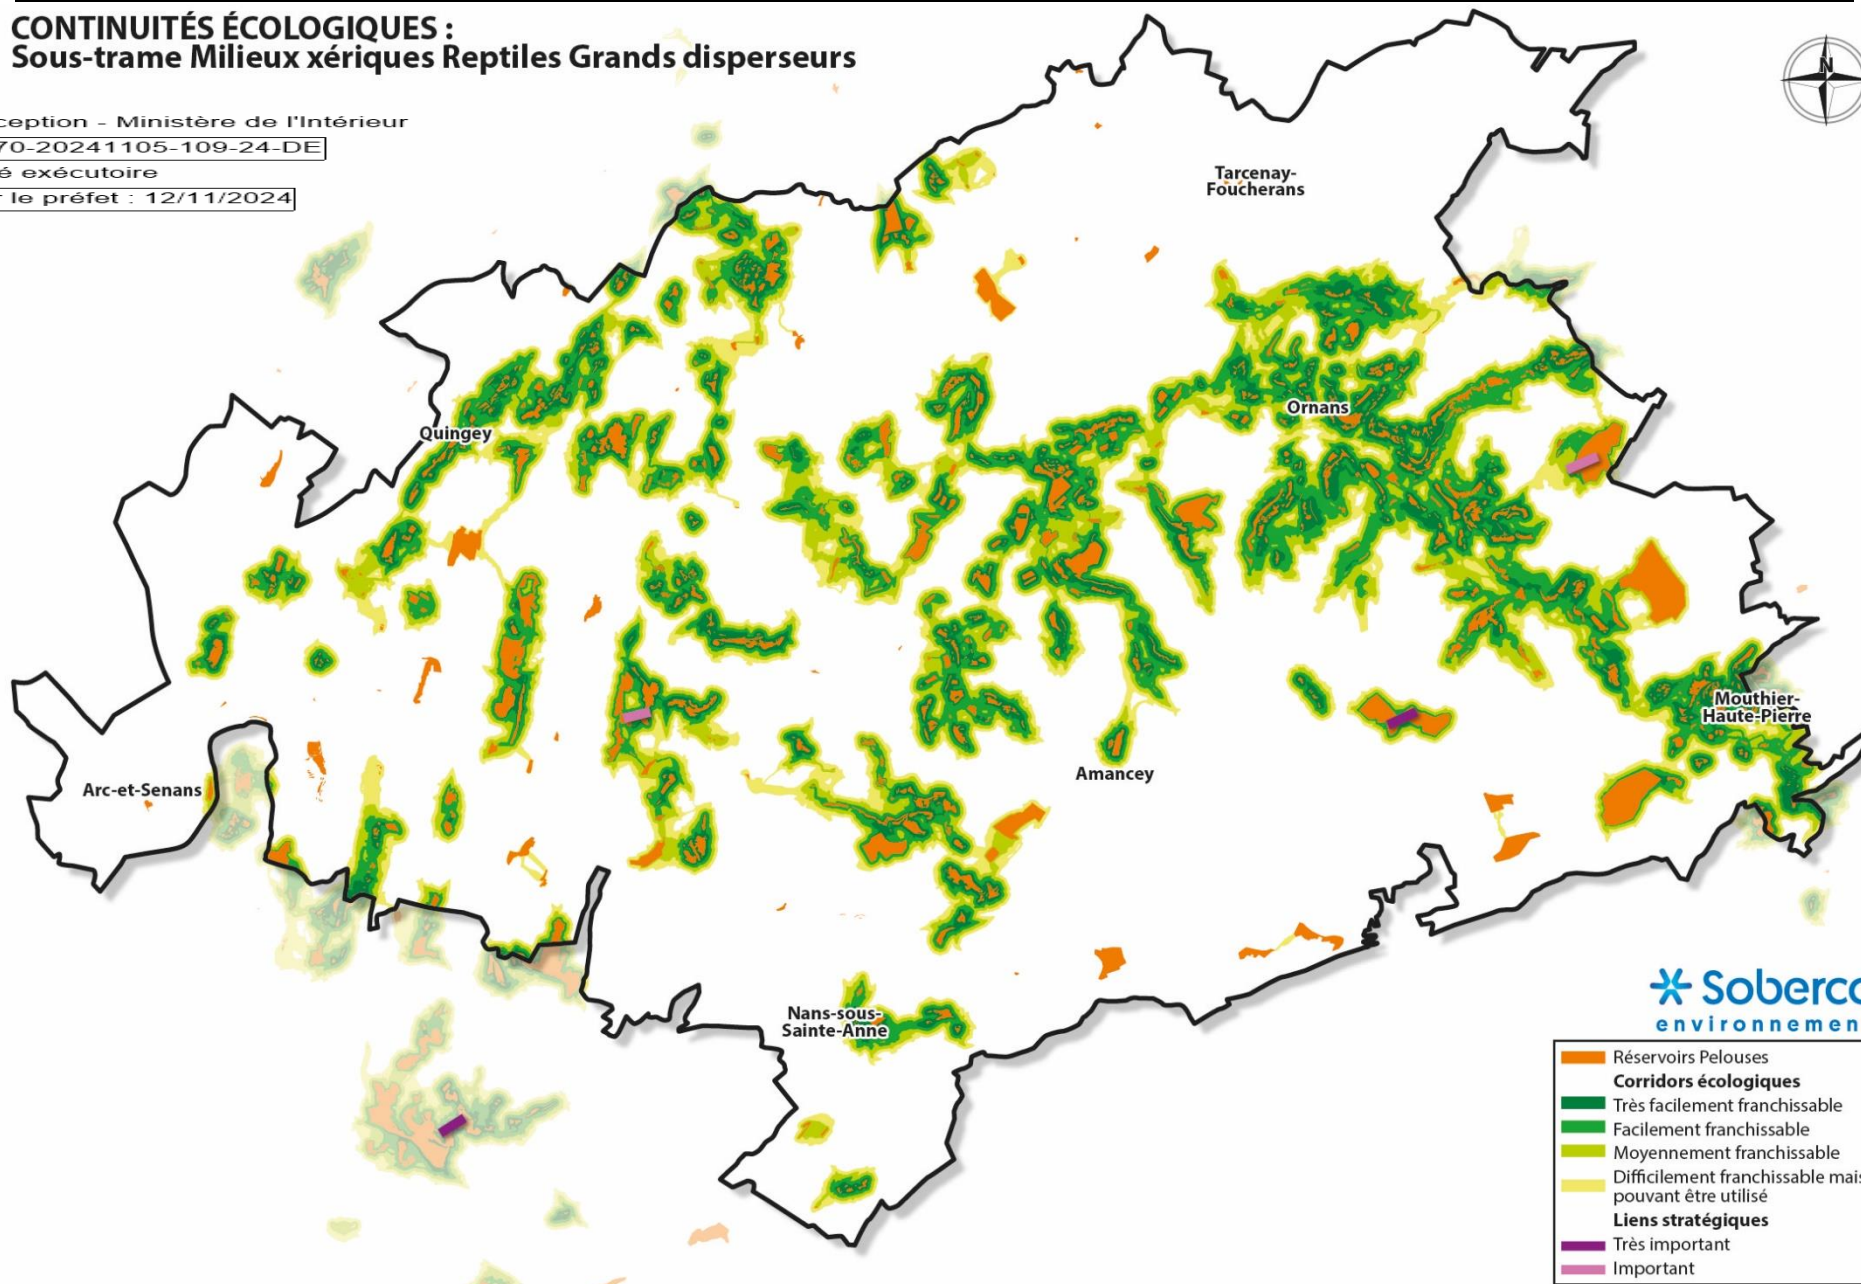 CONTINUITÉS ÉCOLOGIQUES :
Sous-trame Milieux xériques Reptiles Grands disperseurs
ception - Ministère de l'Intérieur
70-20241105-109-24-DE
é exécutoire
r le préfet : 12/11/2024
N
Tarcenay-
Foucherans
Ornans
Quingey
Mouthier-
Haute-Pierre
Amancey
Arc-et-Senans
Nans-sous-
Sainte-Anne
Soberco
environnemen
Réservoirs Pelouses
Corridors écologiques
Très facilement franchissable
Facilement franchissable
Moyennement franchissable
Difficilement franchissable mais
pouvant être utilisé
Liens stratégiques
Très important
Important